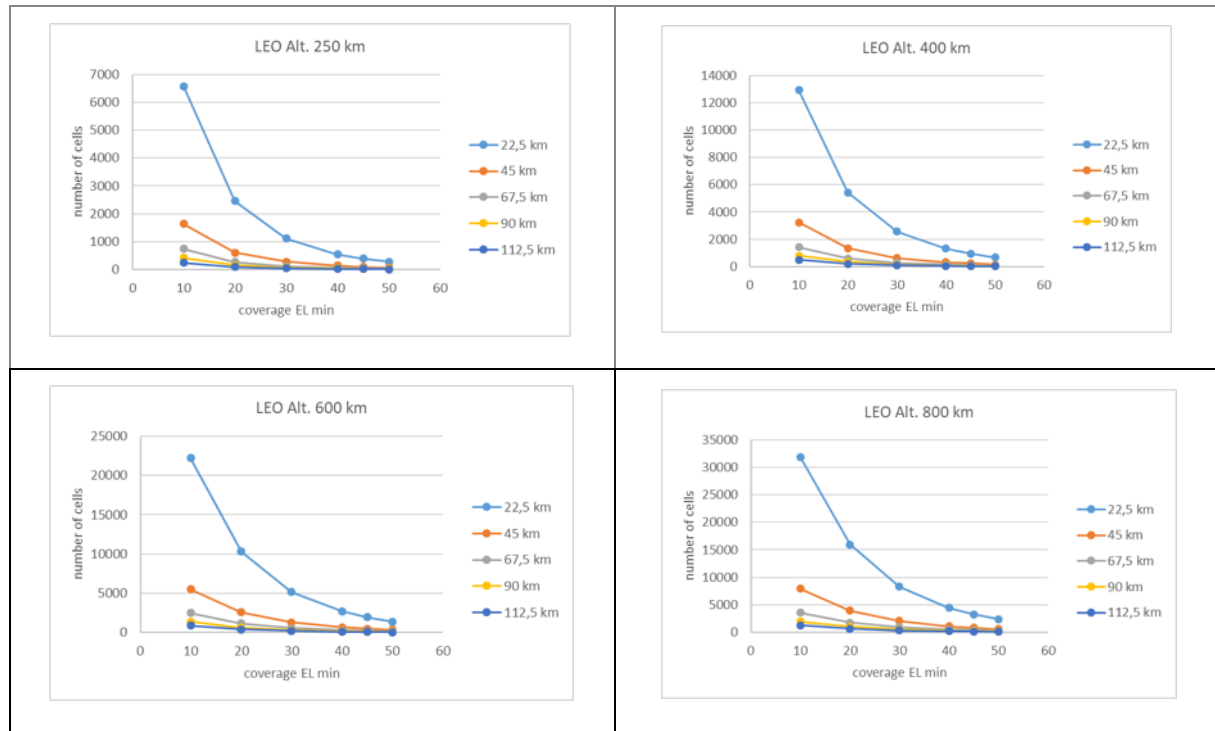 LEO Alt. 250 km
7000
6000
5000
4000
3000
2000
1000
0
number of cells
0 10 20 30 40 50 60
coverage EL min
22,5 km
45 km
67,5 km
90 km
112,5 km
LEO Alt. 400 km
14000
12000
10000
8000
6000
4000
2000
0
number of cells
0 10 20 30 40 50 60
coverage EL min
22,5 km
45 km
67,5 km
90 km
112,5 km
LEO Alt. 600 km
25000
20000
15000
10000
5000
0
number of cells
0 10 20 30 40 50 60
coverage EL min
22,5 km
45 km
67,5 km
90 km
112,5 km
LEO Alt. 800 km
35000
30000
25000
20000
15000
10000
5000
0
number of cells
0 10 20 30 40 50 60
coverage EL min
22,5 km
45 km
67,5 km
90 km
112,5 km